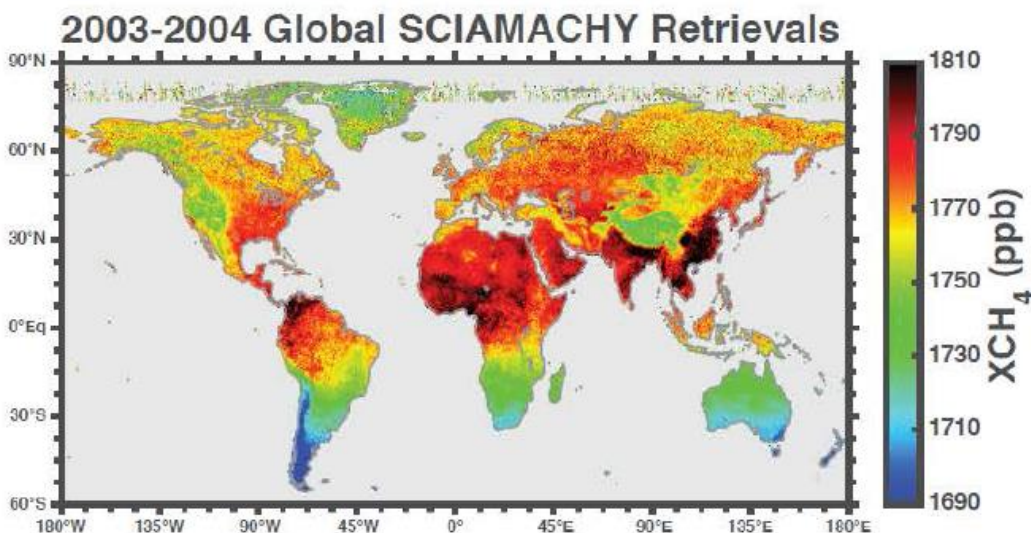 2003-2004 Global SCIAMACHY Retrievals
90°N
60°N
30°N
0°Eq
30°S
60°S
180°W
135°W
90°W
45°W
0°
45°E
90°E
135°E
180°E
1810
1790
1770
1750
1730
1710
1690
XCH₄ (ppb)